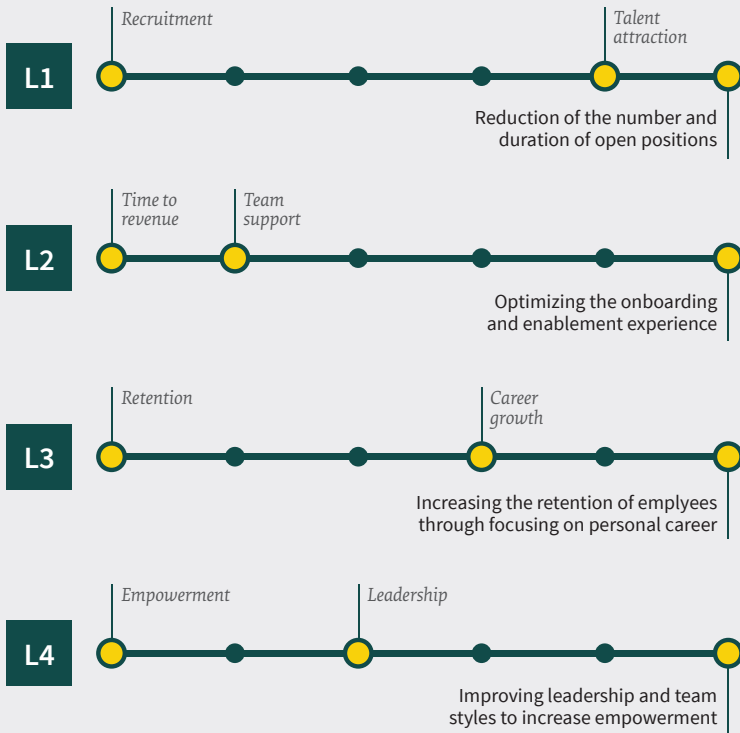 Recruitment
Talent
attraction
L1
Reduction of the number and
duration of open positions
Time to
revenue
Team
support
L2
Optimizing the onboarding
and enablement experience
Retention
Career
growth
L3
Increasing the retention of emplyees
through focusing on personal career
Empowerment
Leadership
L4
Improving leadership and team
styles to increase empowerment